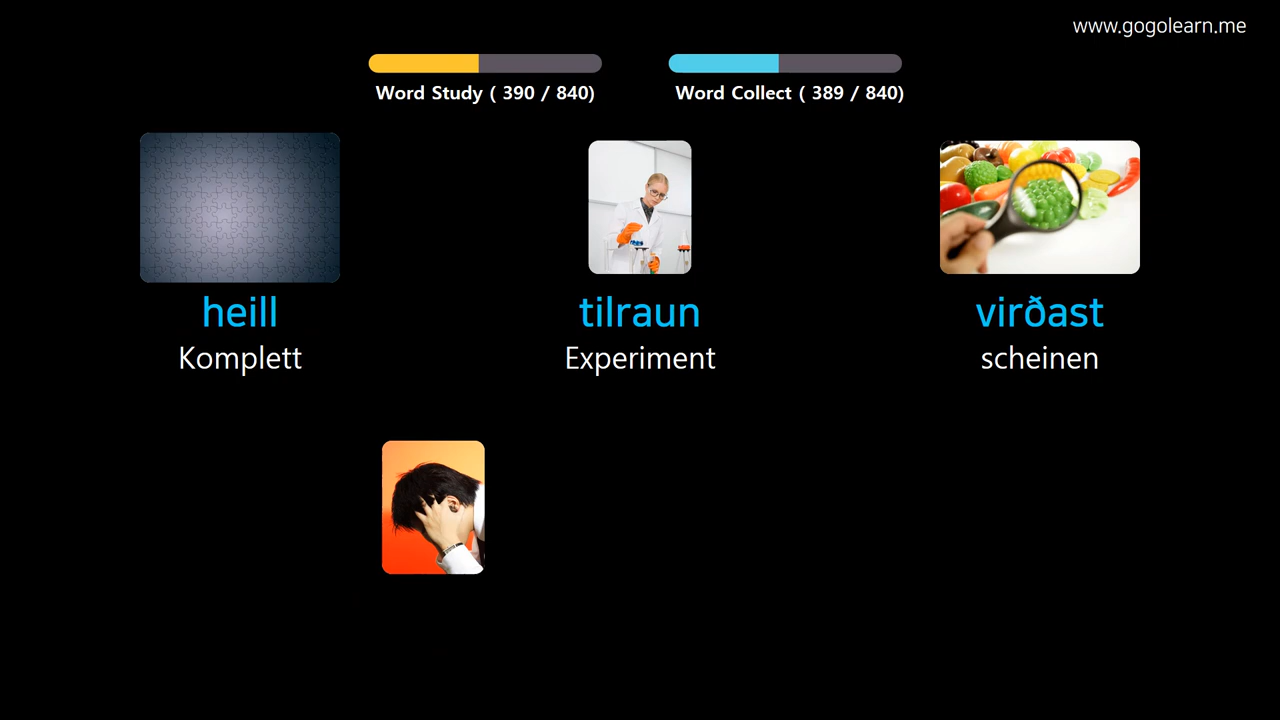 www.gogolearn.me
Word Study ( 390 / 840)
Word Collect ( 389 / 840)
heill
Komplett
tilraun
Experiment
virðast
scheinen